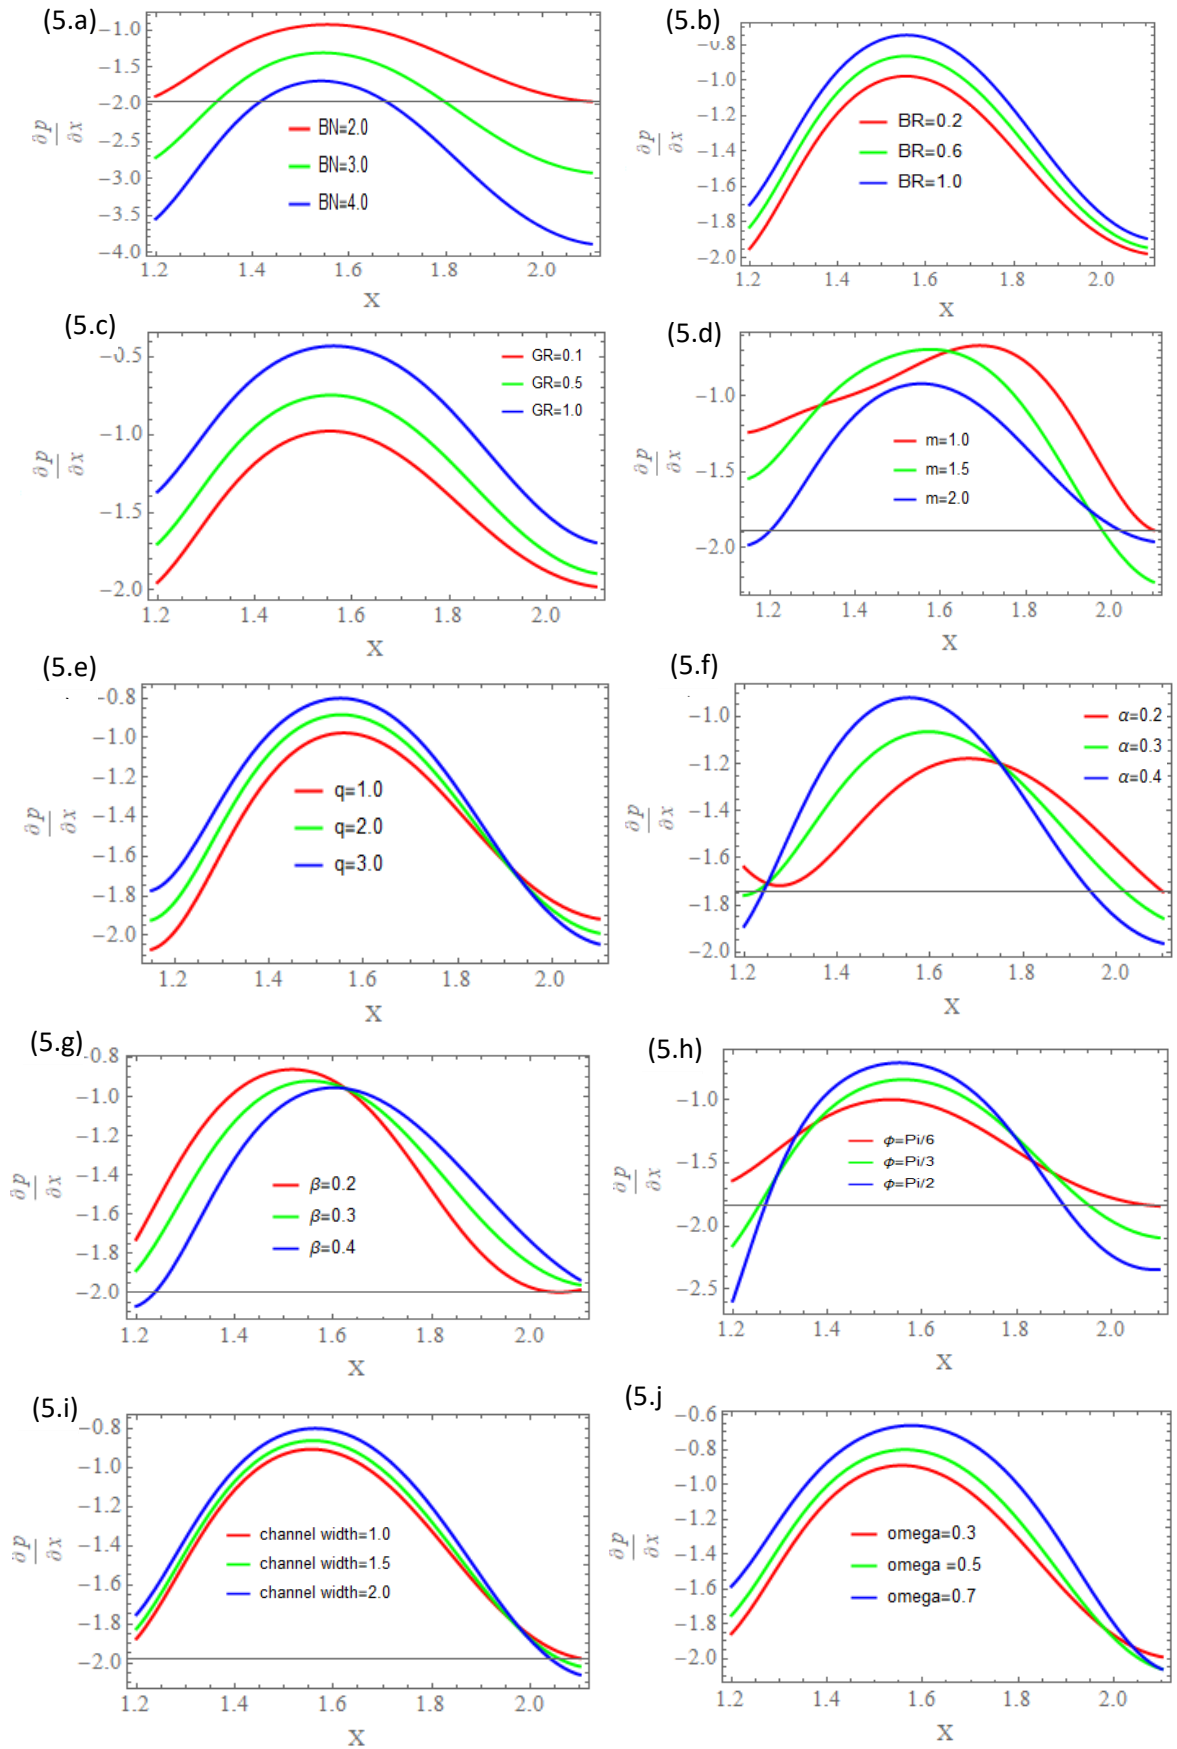 (5.a)
−1.0
−1.5
−2.0
−2.5
−3.0
−3.5
−4.0
∂p
∂x
BN=2.0
BN=3.0
BN=4.0
1.2 1.4 1.6 1.8 2.0
X
(5.b)
−0.8
−1.0
−1.2
−1.4
−1.6
−1.8
−2.0
∂p
∂x
BR=0.2
BR=0.6
BR=1.0
1.2 1.4 1.6 1.8 2.0
X
(5.c)
−0.5
−1.0
−1.5
−2.0
∂p
∂x
GR=0.1
GR=0.5
GR=1.0
1.2 1.4 1.6 1.8 2.0
X
(5.d)
−1.0
−1.5
−2.0
∂p
∂x
m=1.0
m=1.5
m=2.0
1.2 1.4 1.6 1.8 2.0
X
(5.e)
−0.8
−1.0
−1.2
−1.4
−1.6
−1.8
−2.0
∂p
∂x
q=1.0
q=2.0
q=3.0
1.2 1.4 1.6 1.8 2.0
X
(5.f)
−1.0
−1.2
−1.4
−1.6
−1.8
−2.0
∂p
∂x
α=0.2
α=0.3
α=0.4
1.2 1.4 1.6 1.8 2.0
X
(5.g)
−0.8
−1.0
−1.2
−1.4
−1.6
−1.8
−2.0
∂p
∂x
β=0.2
β=0.3
β=0.4
1.2 1.4 1.6 1.8 2.0
X
(5.h)
−1.0
−1.5
−2.0
−2.5
∂p
∂x
ϕ=Pi/6
ϕ=Pi/3
ϕ=Pi/2
1.2 1.4 1.6 1.8 2.0
X
(5.i)
−0.8
−1.0
−1.2
−1.4
−1.6
−1.8
−2.0
∂p
∂x
channel width=1.0
channel width=1.5
channel width=2.0
1.2 1.4 1.6 1.8 2.0
X
(5.j
−0.6
−0.8
−1.0
−1.2
−1.4
−1.6
−1.8
−2.0
∂p
∂x
omega=0.3
omega =0.5
omega=0.7
1.2 1.4 1.6 1.8 2.0
X